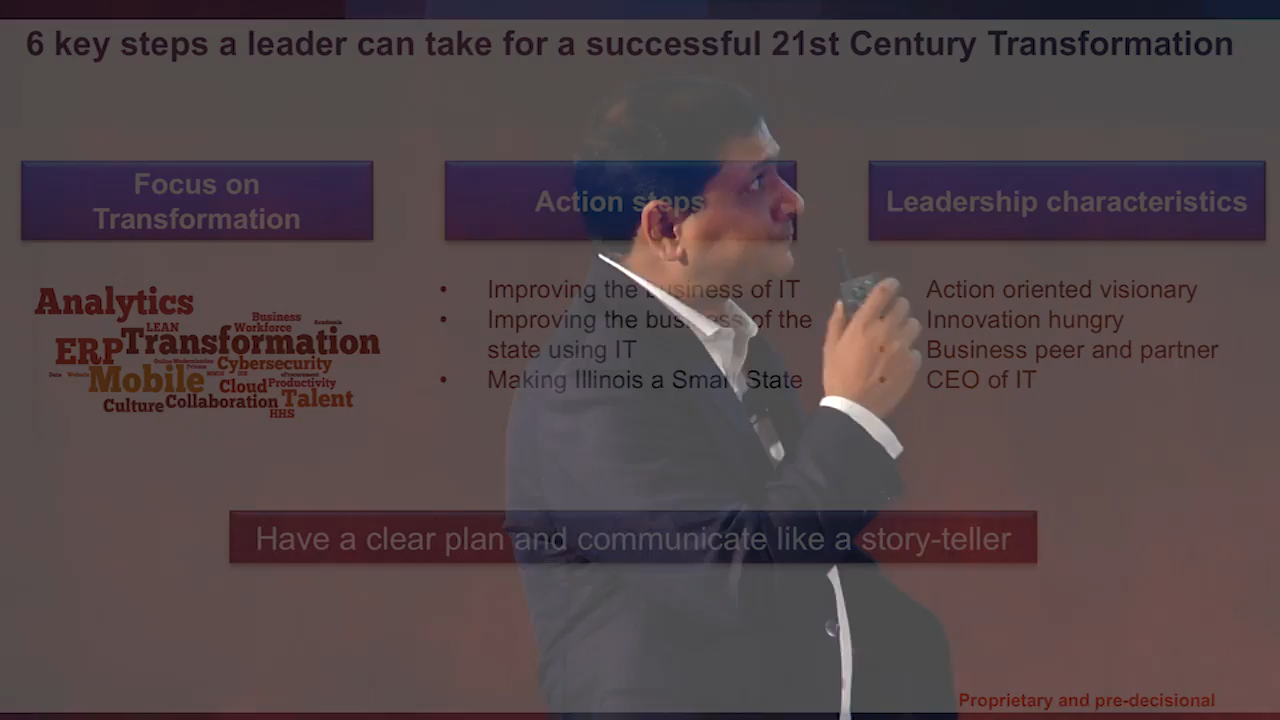 6 key steps a leader can take for a successful 21st Century Transformation
Focus on
Transformation
Action steps
Leadership characteristics
Analytics
Business
LEAN
Workforce
Academia
ERP
Transformation
Cybersecurity
Mobile
Cloud
Productivity
Culture
Collaboration
Talent
HHS
• Improving the business of IT
• Improving the business of the
state using IT
• Making Illinois a Smart State
• Action oriented visionary
• Innovation hungry
• Business peer and partner
• CEO of IT
Have a clear plan and communicate like a story-teller
Proprietary and pre-decisional